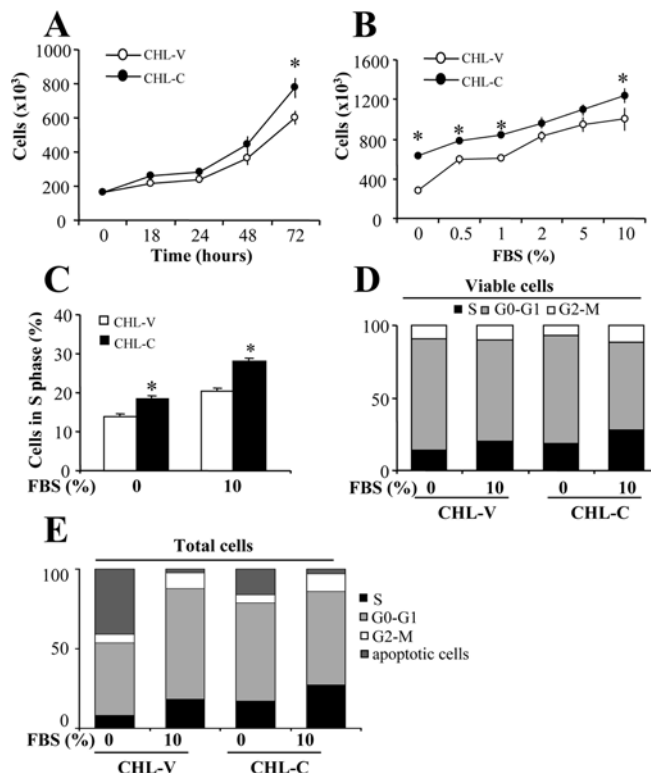 A
CHL-V
CHL-C
Cells (x10³)
1000
800
600
400
200
0
*
0 18 24 48 72
Time (hours)
B
CHL-V
CHL-C
Cells (x10³)
1600
1200
800
400
0
* * * *
0 0.5 1 2 5 10
FBS (%)
C
CHL-V
CHL-C
Cells in S phase (%)
40
30
20
10
0
* *
FBS (%) 0 10
D
Viable cells
S G0-G1 G2-M
100
50
0
FBS (%) 0 10 0 10
CHL-V CHL-C
E
Total cells
100
50
0
S
G0-G1
G2-M
apoptotic cells
FBS (%) 0 10 0 10
CHL-V CHL-C